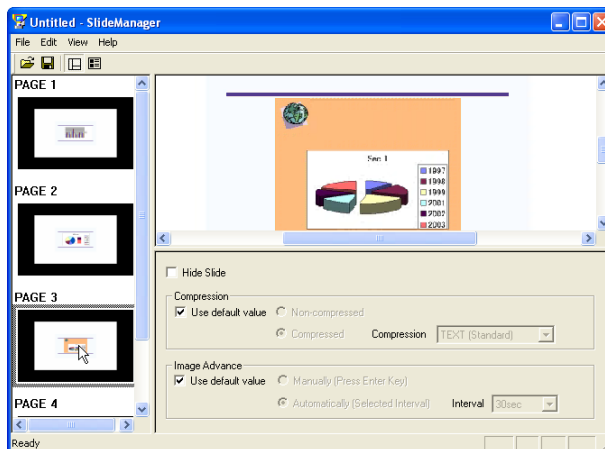 Untitled - SlideManager
File Edit View Help
PAGE 1
PAGE 2
PAGE 3
PAGE 4
Sec 1
1997
1998
1999
2001
2002
2003
Hide Slide
Compression
Use default value Non-compressed
Compressed Compression TEXT (Standard)
Image Advance
Use default value Manually (Press Enter Key)
Automatically (Selected Interval) Interval 30sec
Ready